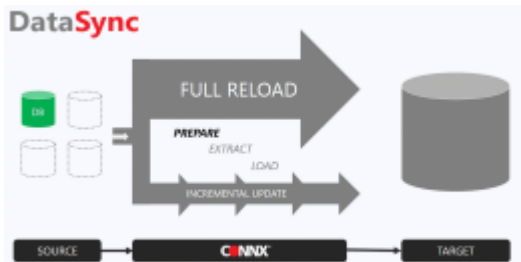 DataSync
FULL RELOAD
DB
PREPARE
EXTRACT
LOAD
INCREMENTAL UPDATE
SOURCE
CONNX
TARGET